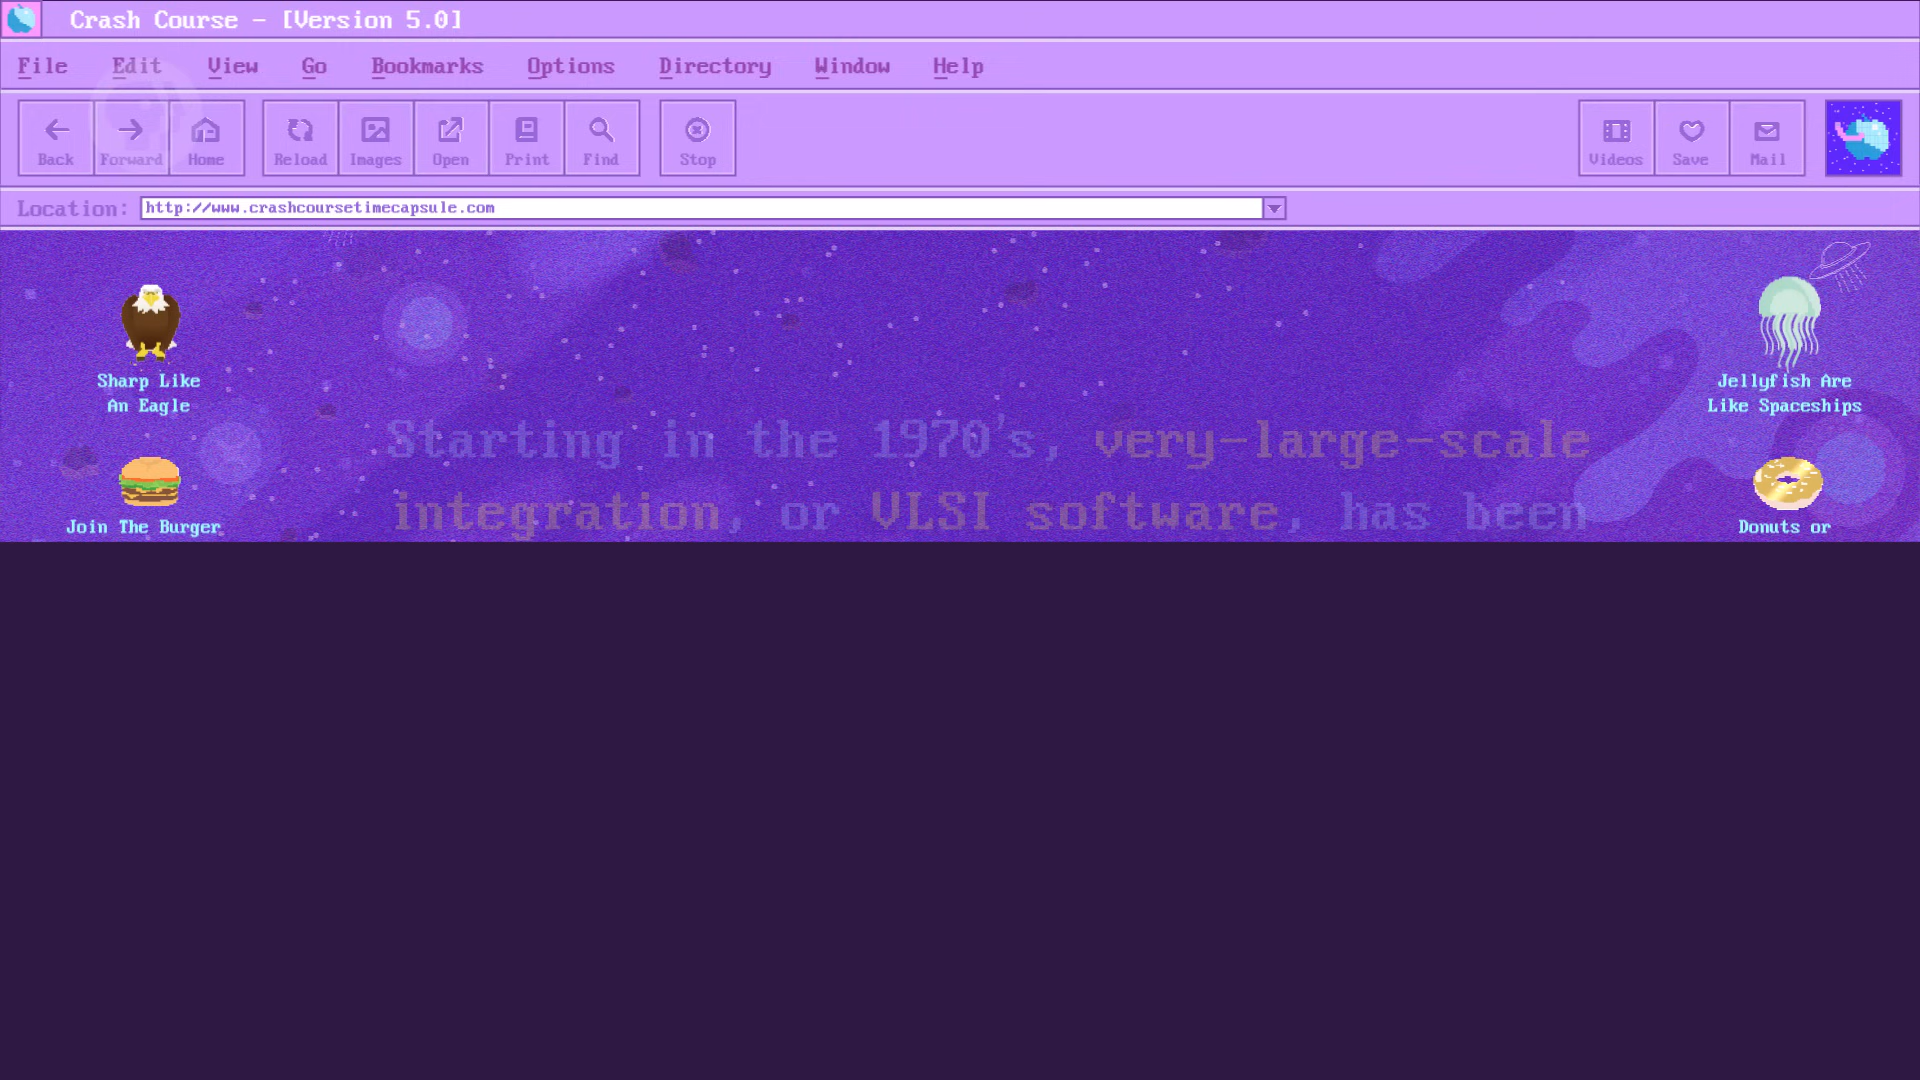 Crash Course - [Version 5.0]
File Edit View Go Bookmarks Options Directory Window Help
Back Forward Home Reload Images Open Print Find Stop Videos Save Mail
Location: http://www.crashcoursetimecapsule.com
Sharp Like
An Eagle
Jellyfish Are
Like Spaceships
Starting in the 1970's, very-large-scale
integration, or VLSI software, has been
Join The Burger
Donuts or